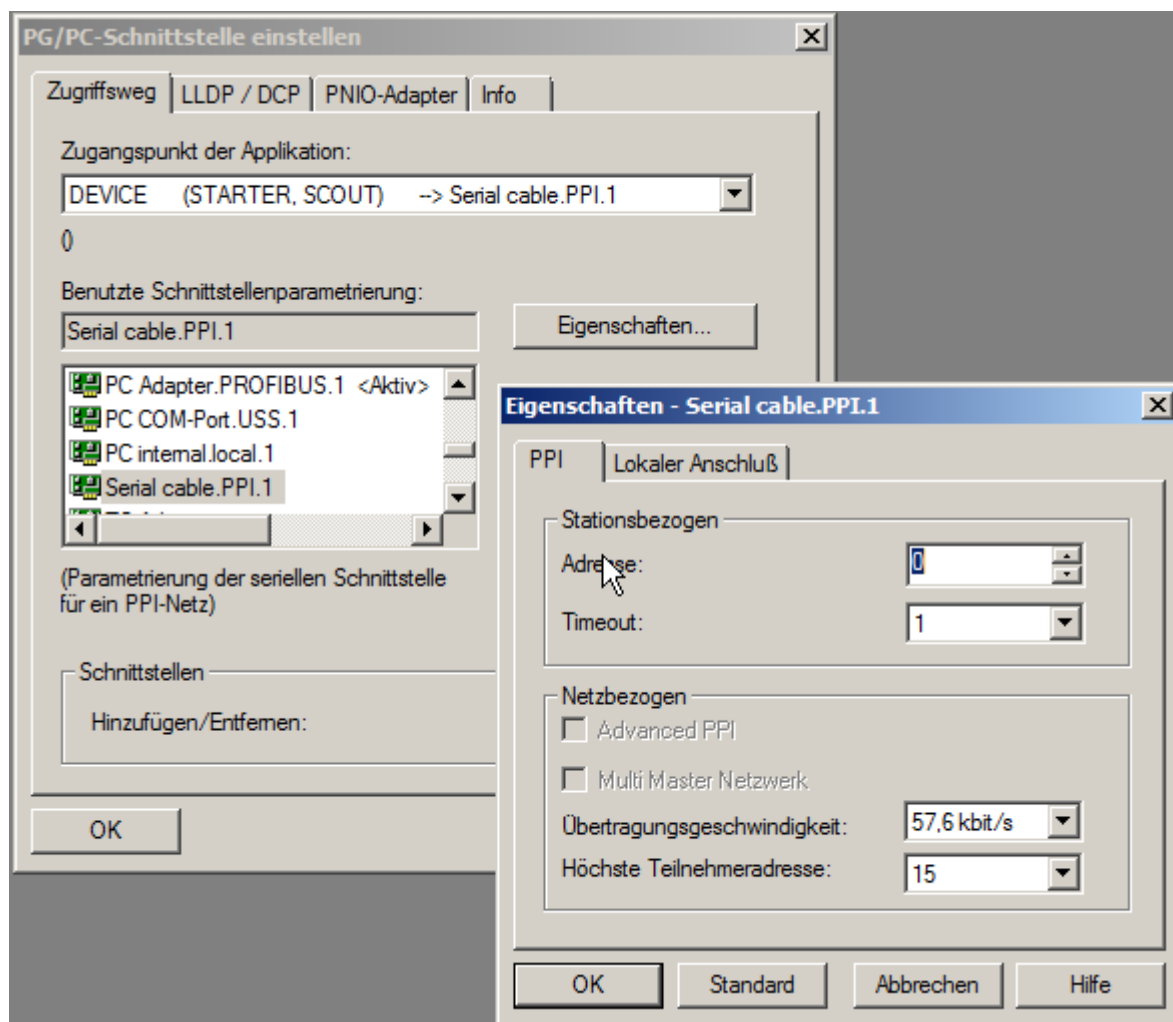 PG/PC-Schnittstelle einstellen
Zugriffsweg LLDP / DCP PNIO-Adapter Info
Zugangspunkt der Applikation:
DEVICE (STARTER, SCOUT) --> Serial cable.PPI.1
()
Benutzte Schnittstellenparametrierung:
Serial cable.PPI.1
Eigenschaften...
PC Adapter.PROFIBUS.1 <Aktiv>
PC COM-Port.USS.1
PC internal.local.1
Serial cable.PPI.1
(Parametrierung der seriellen Schnittstelle
für ein PPI-Netz)
Schnittstellen
Hinzufügen/Entfernen:
OK
Eigenschaften - Serial cable.PPI.1
PPI Lokaler Anschluß
Stationsbezogen
Adresse: 0
Timeout: 1
Netzbezogen
Advanced PPI
Multi Master Netzwerk
Übertragungsgeschwindigkeit: 57,6 kbit/s
Höchste Teilnehmeradresse: 15
OK Standard Abbrechen Hilfe